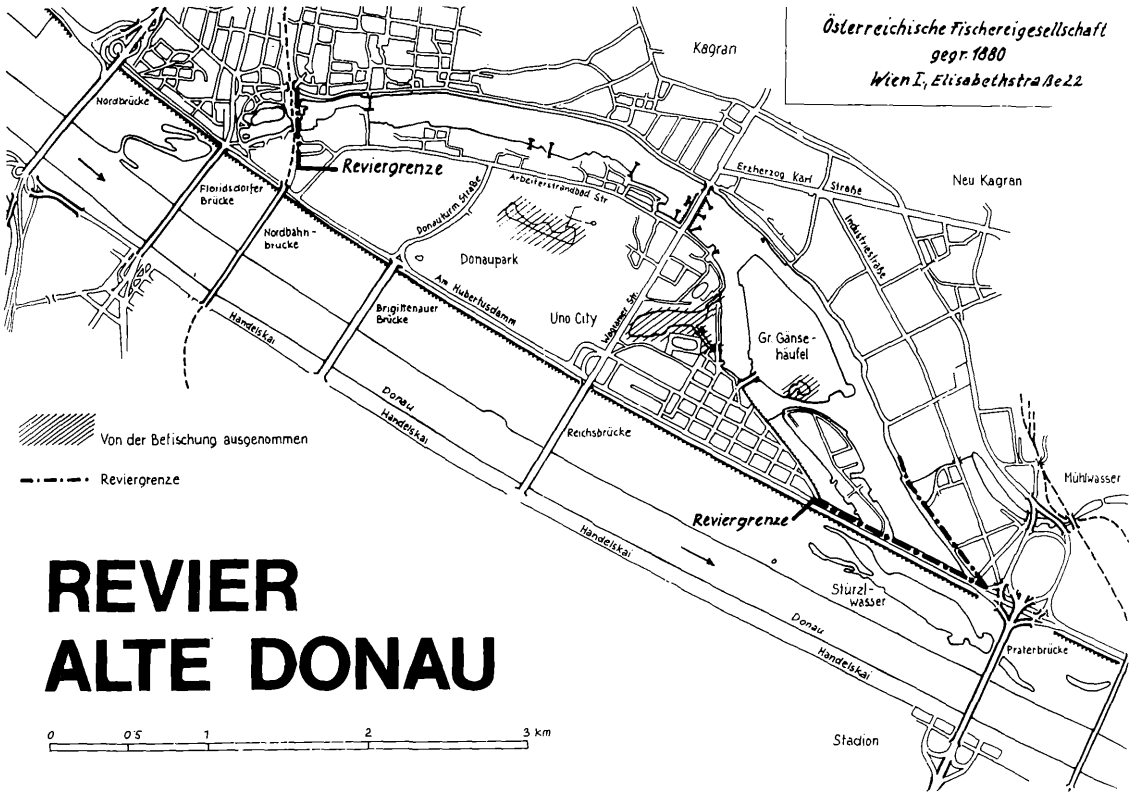 Österreichische Fischereigesellschaft
gegr. 1880
Wien I, Elisabethstraße 22
Kagran
Nordbrücke
Reviergrenze
Erzherzog Karl Straße
Neu Kagran
Floridsdorfer
Brücke
Donauturm Straße
Arbeiterstrandbad Str
Industriestraße
Nordbahn-
brücke
Donaupark
Am Hubertusdamm
Brigittenauer
Brücke
Uno City
Wagramer Str.
Gr. Gänse-
häufel
Handelskai
Donau
Handelskai
Reichsbrücke
Von der Befischung ausgenommen
Reviergrenze
Mühlwasser
Reviergrenze
Handelskai
Stürzl-
wasser
REVIER
ALTE DONAU
Donau
Handelskai
Praterbrücke
Stadion
0 0'5 1 2 3 km